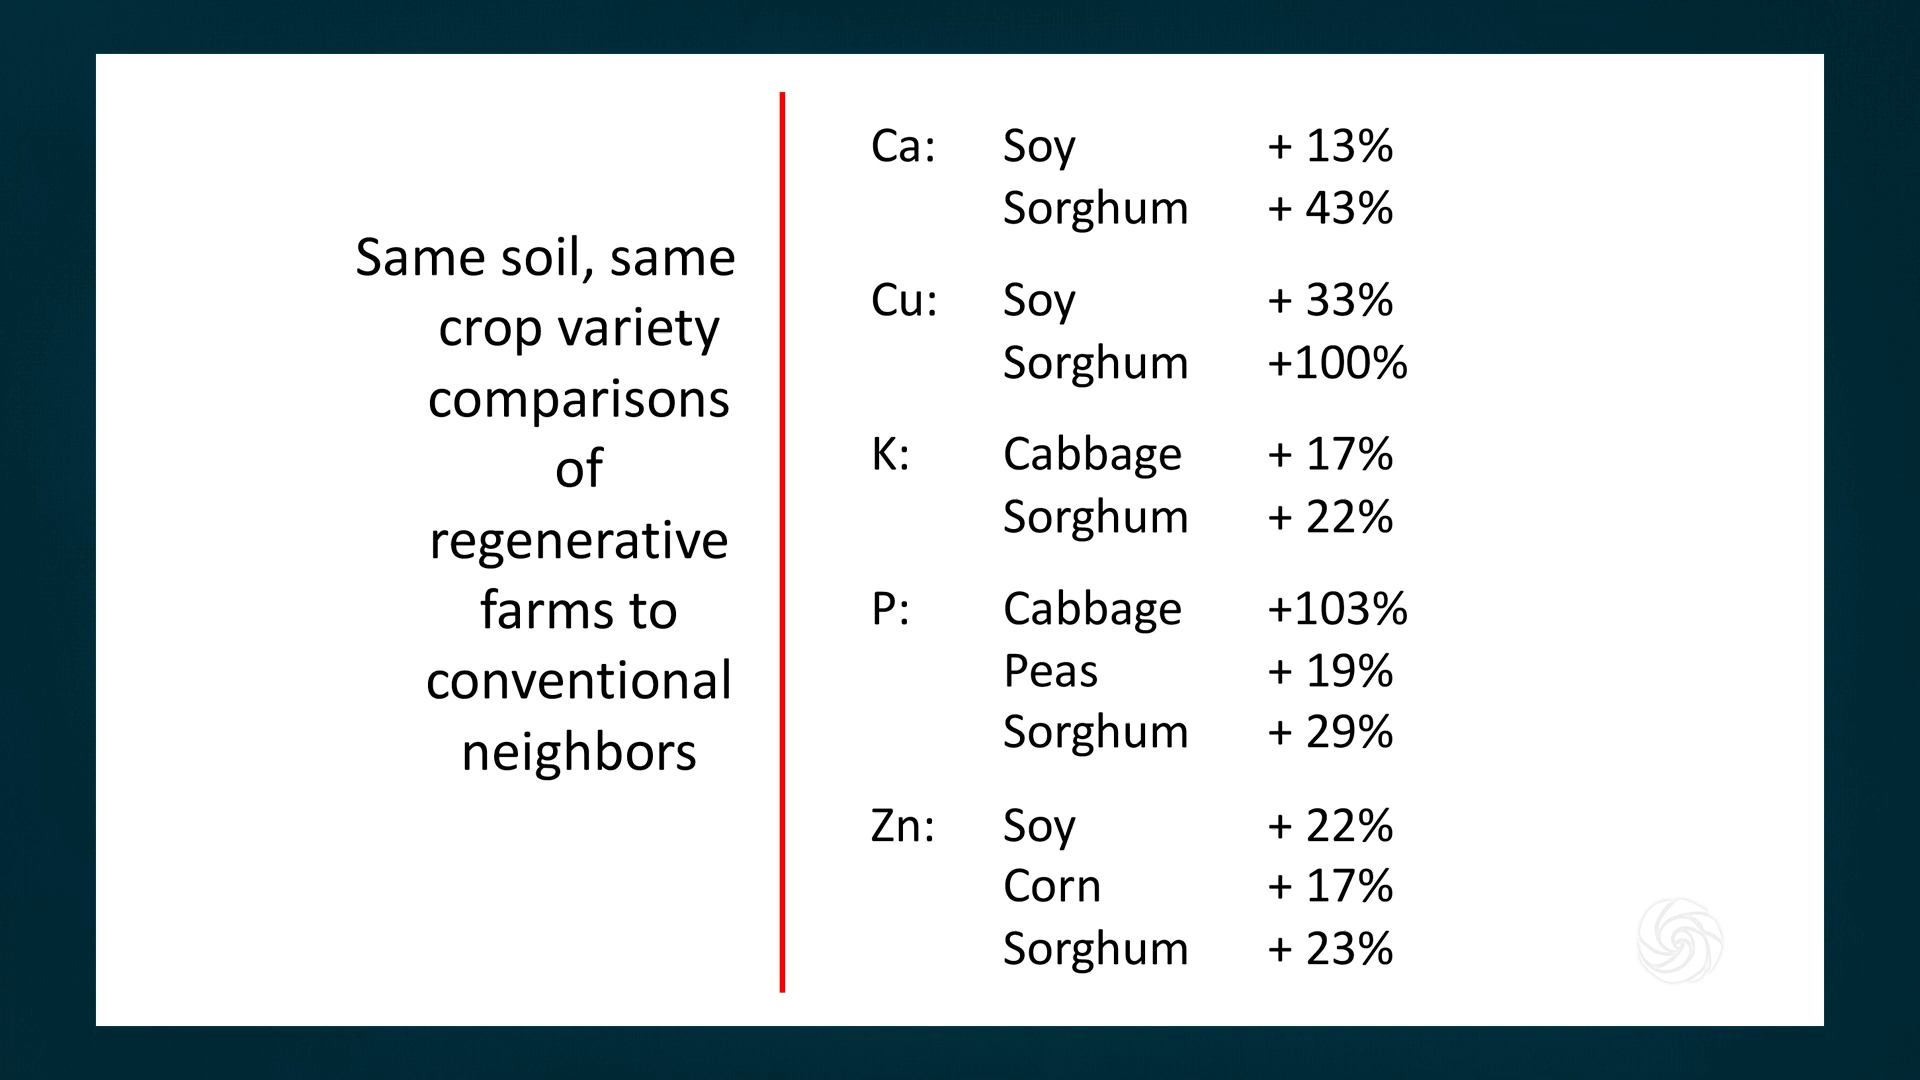 Same soil, same
crop variety
comparisons
of
regenerative
farms to
conventional
neighbors
Ca: Soy + 13%
Sorghum + 43%
Cu: Soy + 33%
Sorghum +100%
K: Cabbage + 17%
Sorghum + 22%
P: Cabbage +103%
Peas + 19%
Sorghum + 29%
Zn: Soy + 22%
Corn + 17%
Sorghum + 23%